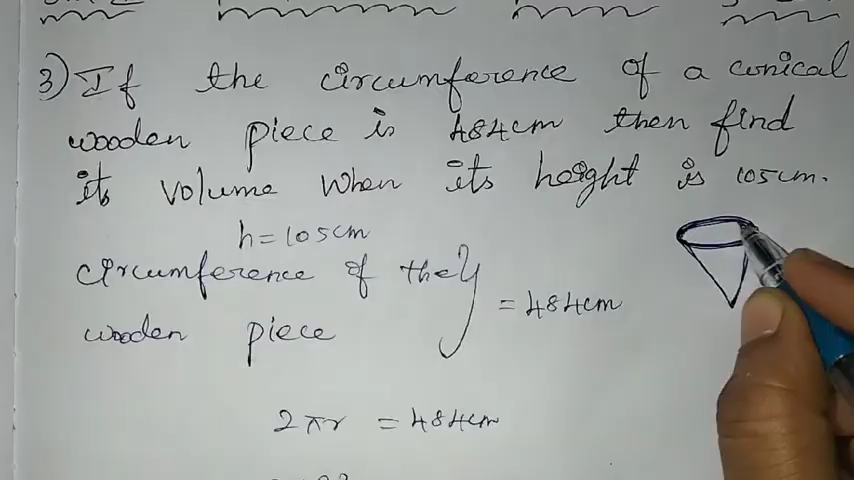 3) If the circumference of a conical
wooden piece is 484cm then find
its volume when its height is 105cm.
h = 105cm
circumference of the
wooden piece } = 484cm
2πr = 484cm